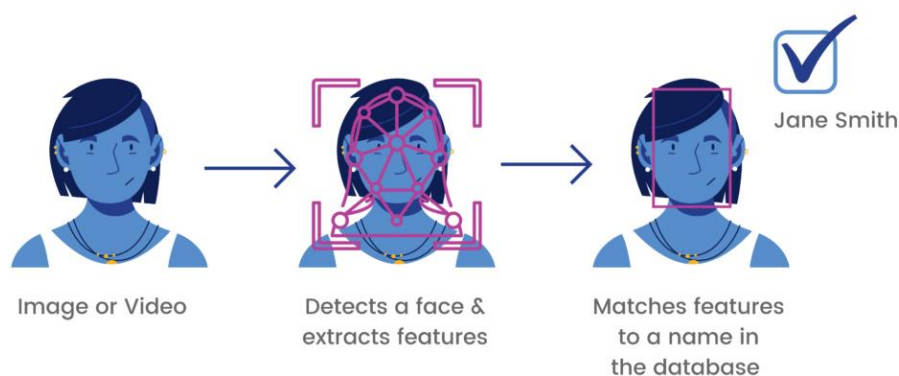 Jane Smith
Image or Video
Detects a face &
extracts features
Matches features
to a name in
the database